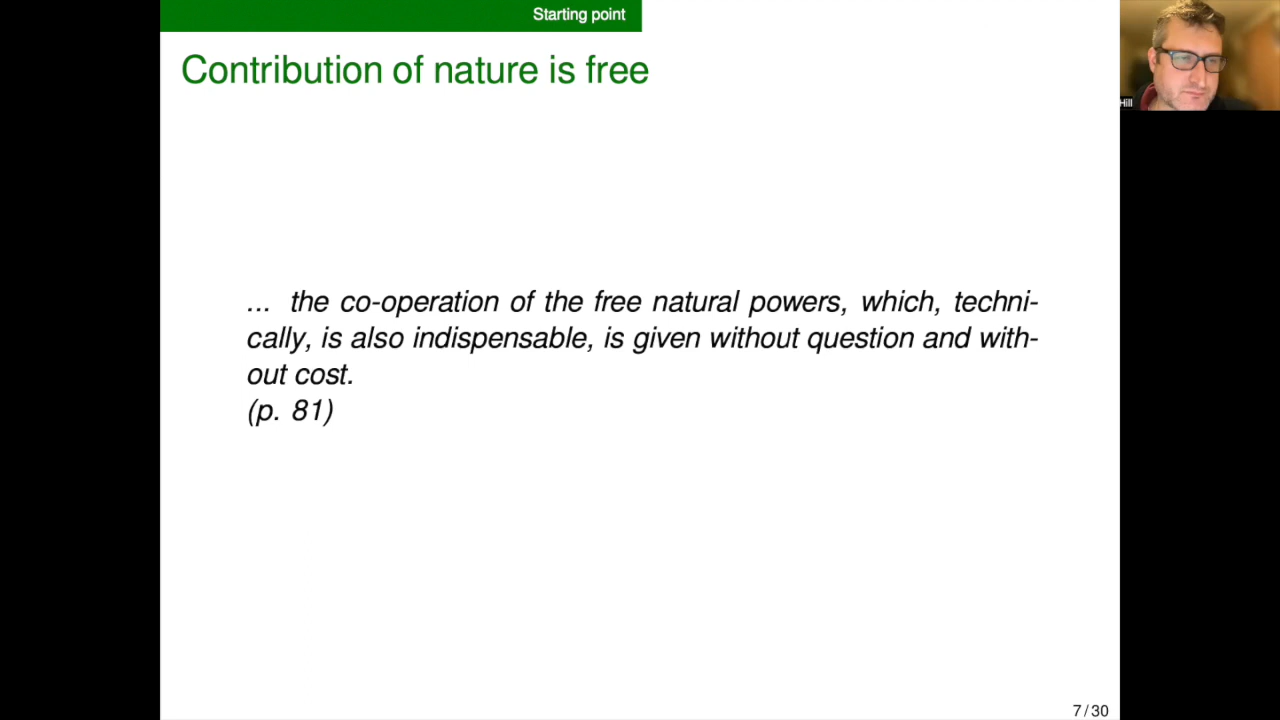 Starting point
Contribution of nature is free
Hill
... the co-operation of the free natural powers, which, techni-
cally, is also indispensable, is given without question and with-
out cost.
(p. 81)
7 / 30